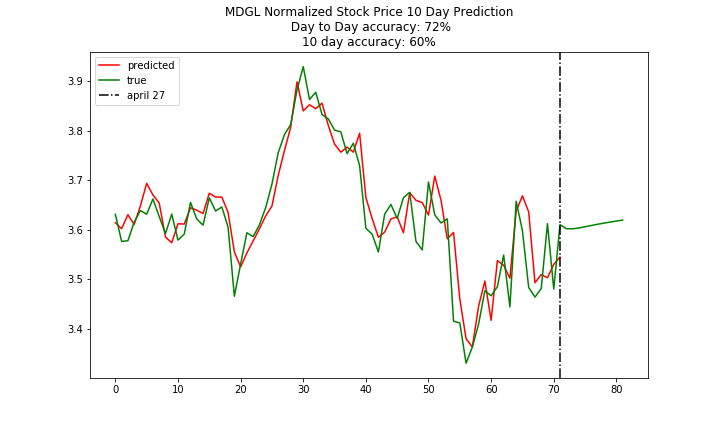 MDGL Normalized Stock Price 10 Day Prediction
Day to Day accuracy: 72%
10 day accuracy: 60%
predicted
true
april 27
3.9
3.8
3.7
3.6
3.5
3.4
0 10 20 30 40 50 60 70 80